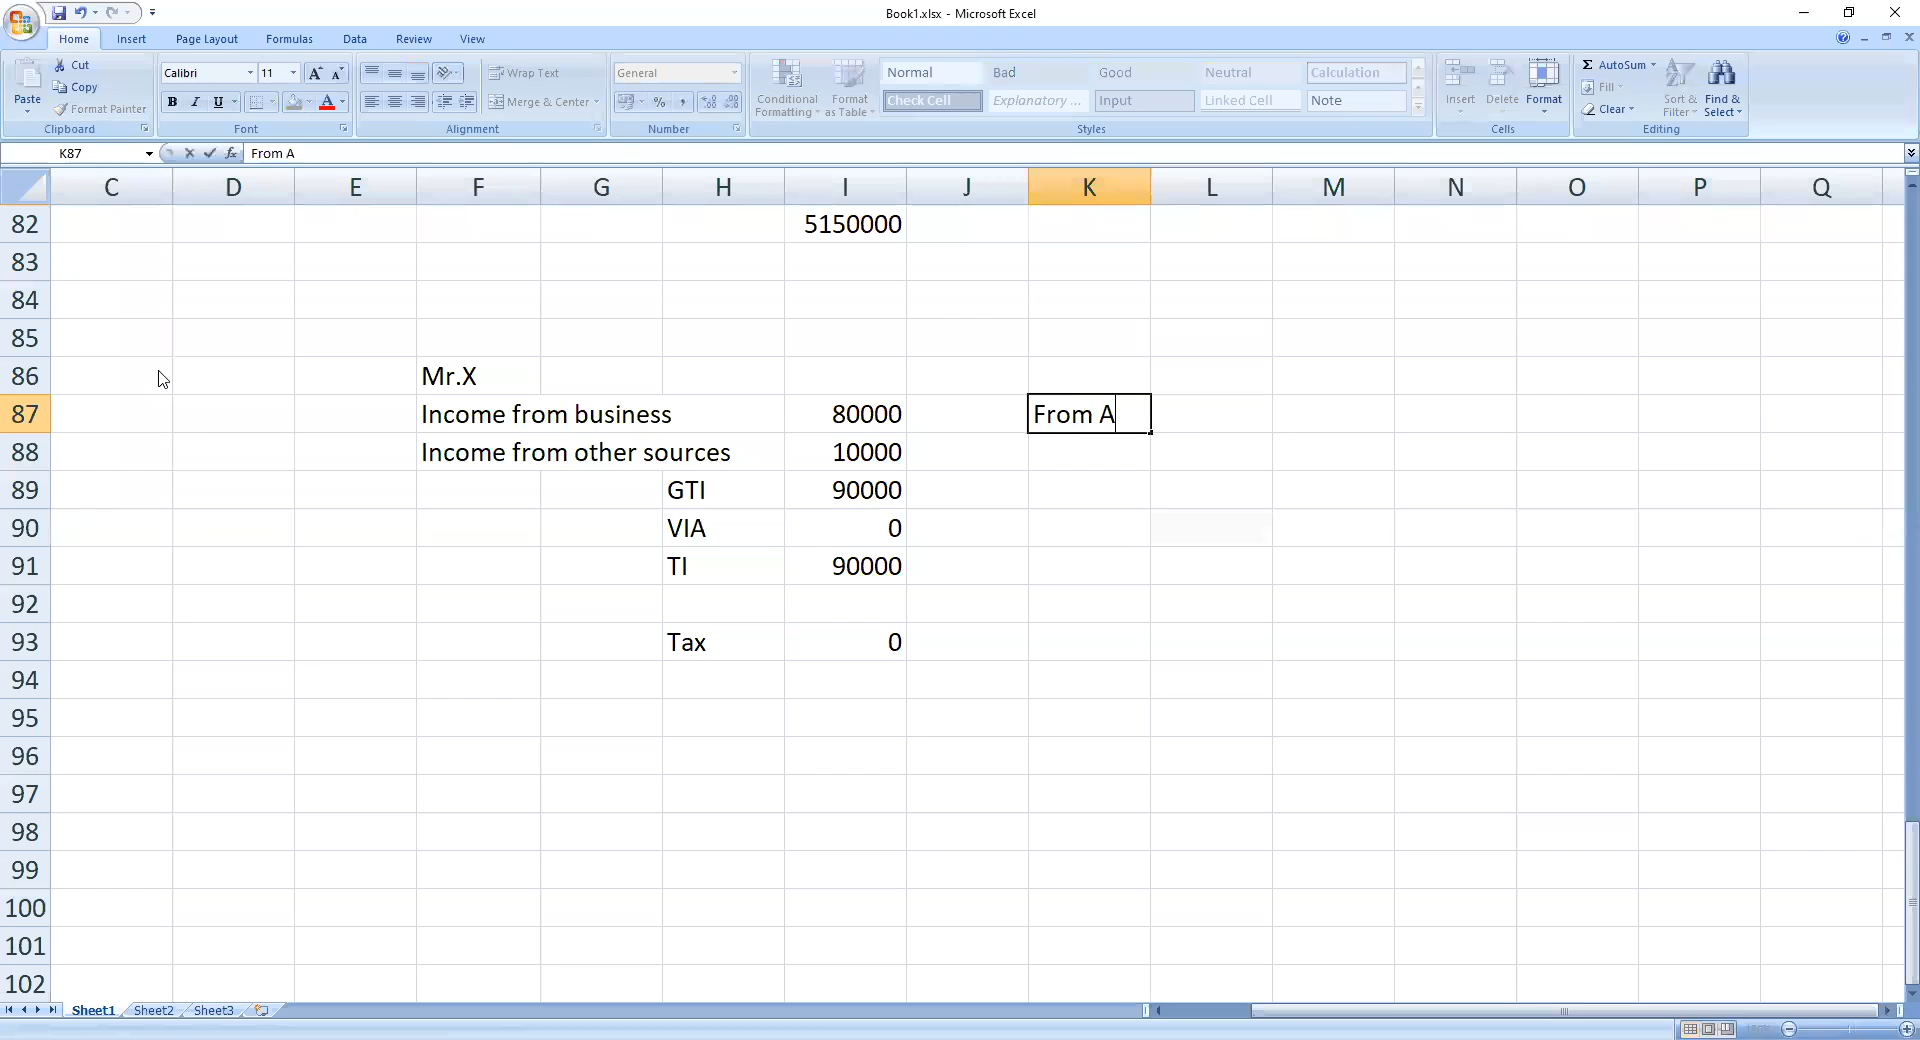 Book1.xlsx - Microsoft Excel
Home Insert Page Layout Formulas Data Review View
Cut
Copy
Format Painter
Paste
Clipboard
Calibri 11
B I U
Font
Wrap Text
Merge & Center
Alignment
General
%
Number
Conditional Formatting
Format as Table
Normal Bad Good Neutral Calculation
Check Cell Explanatory ... Input Linked Cell Note
Styles
Insert Delete Format
Cells
Σ AutoSum
Fill
Clear
Sort & Filter
Find & Select
Editing
K87 fx From A
C D E F G H I J K L M N O P Q
82 5150000
83
84
85
86 Mr.X
87 Income from business 80000 From A
88 Income from other sources 10000
89 GTI 90000
90 VIA 0
91 TI 90000
92
93 Tax 0
94
95
96
97
98
99
100
101
102
Sheet1 Sheet2 Sheet3